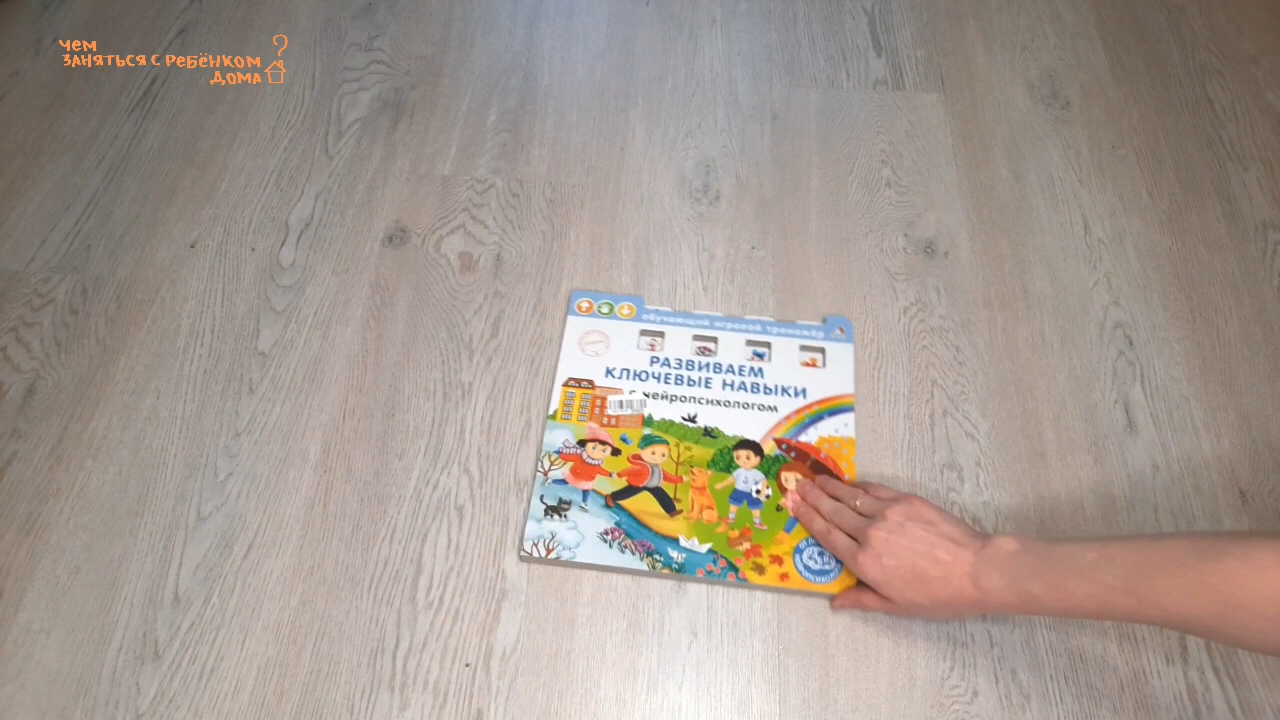 чем
заняться с ребёнком ?
дома
обучающий игровой тренажёр
РАЗВИВАЕМ
КЛЮЧЕВЫЕ НАВЫКИ
с нейропсихологом